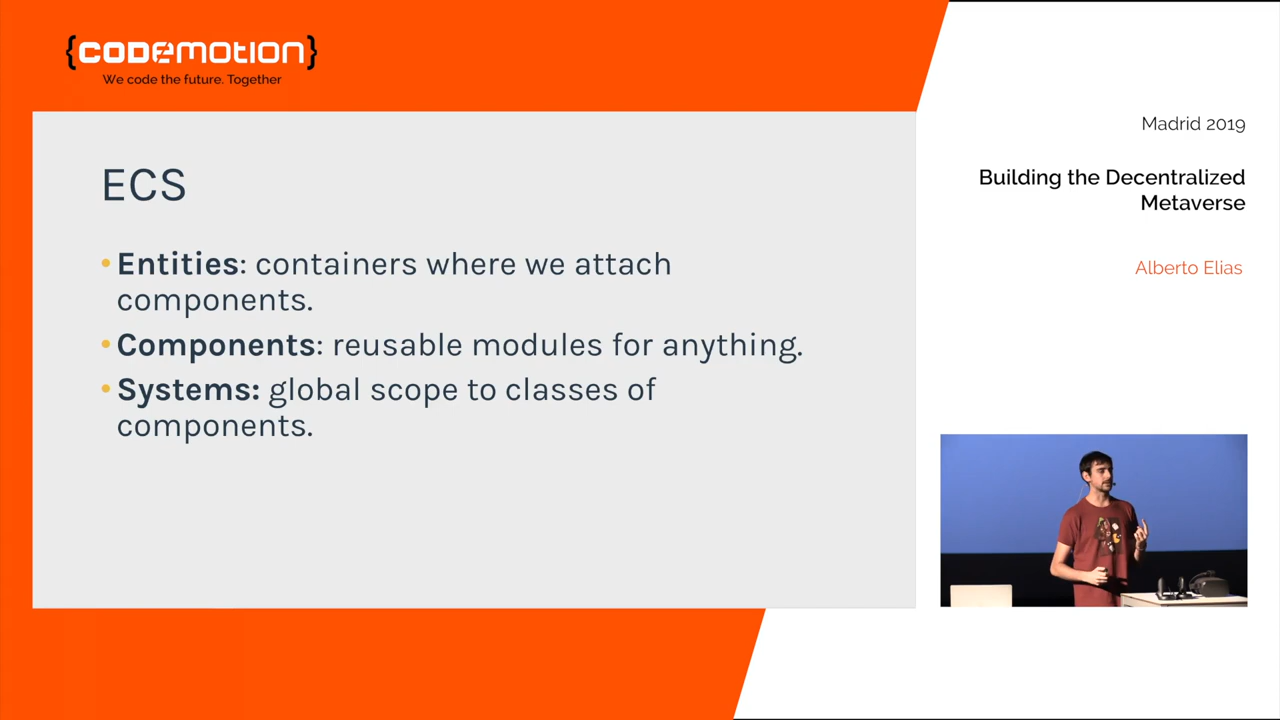 {CODEMOTION}
We code the future. Together
ECS
• Entities: containers where we attach
components.
• Components: reusable modules for anything.
• Systems: global scope to classes of
components.
Madrid 2019
Building the Decentralized
Metaverse
Alberto Elias